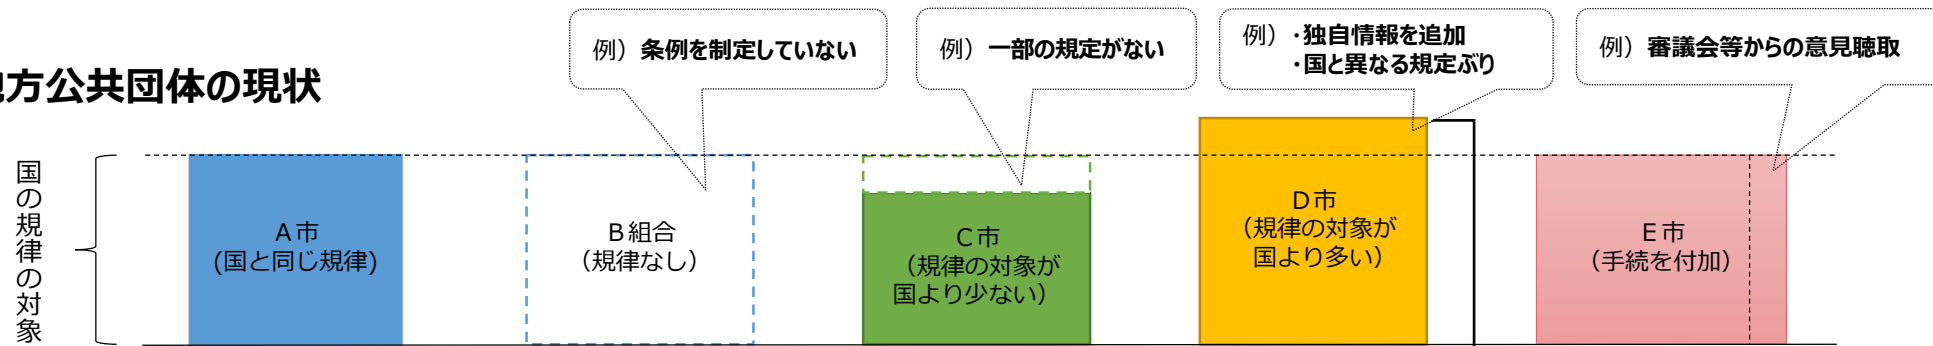 例）条例を制定していない
例）一部の規定がない
例）・独自情報を追加
・国と異なる規定ぶり
例）審議会等からの意見聴取
地方公共団体の現状
国の規律の対象
Ａ市
(国と同じ規律)
Ｂ組合
（規律なし）
Ｃ市
（規律の対象が
国より少ない）
Ｄ市
（規律の対象が
国より多い）
Ｅ市
（手続を付加）